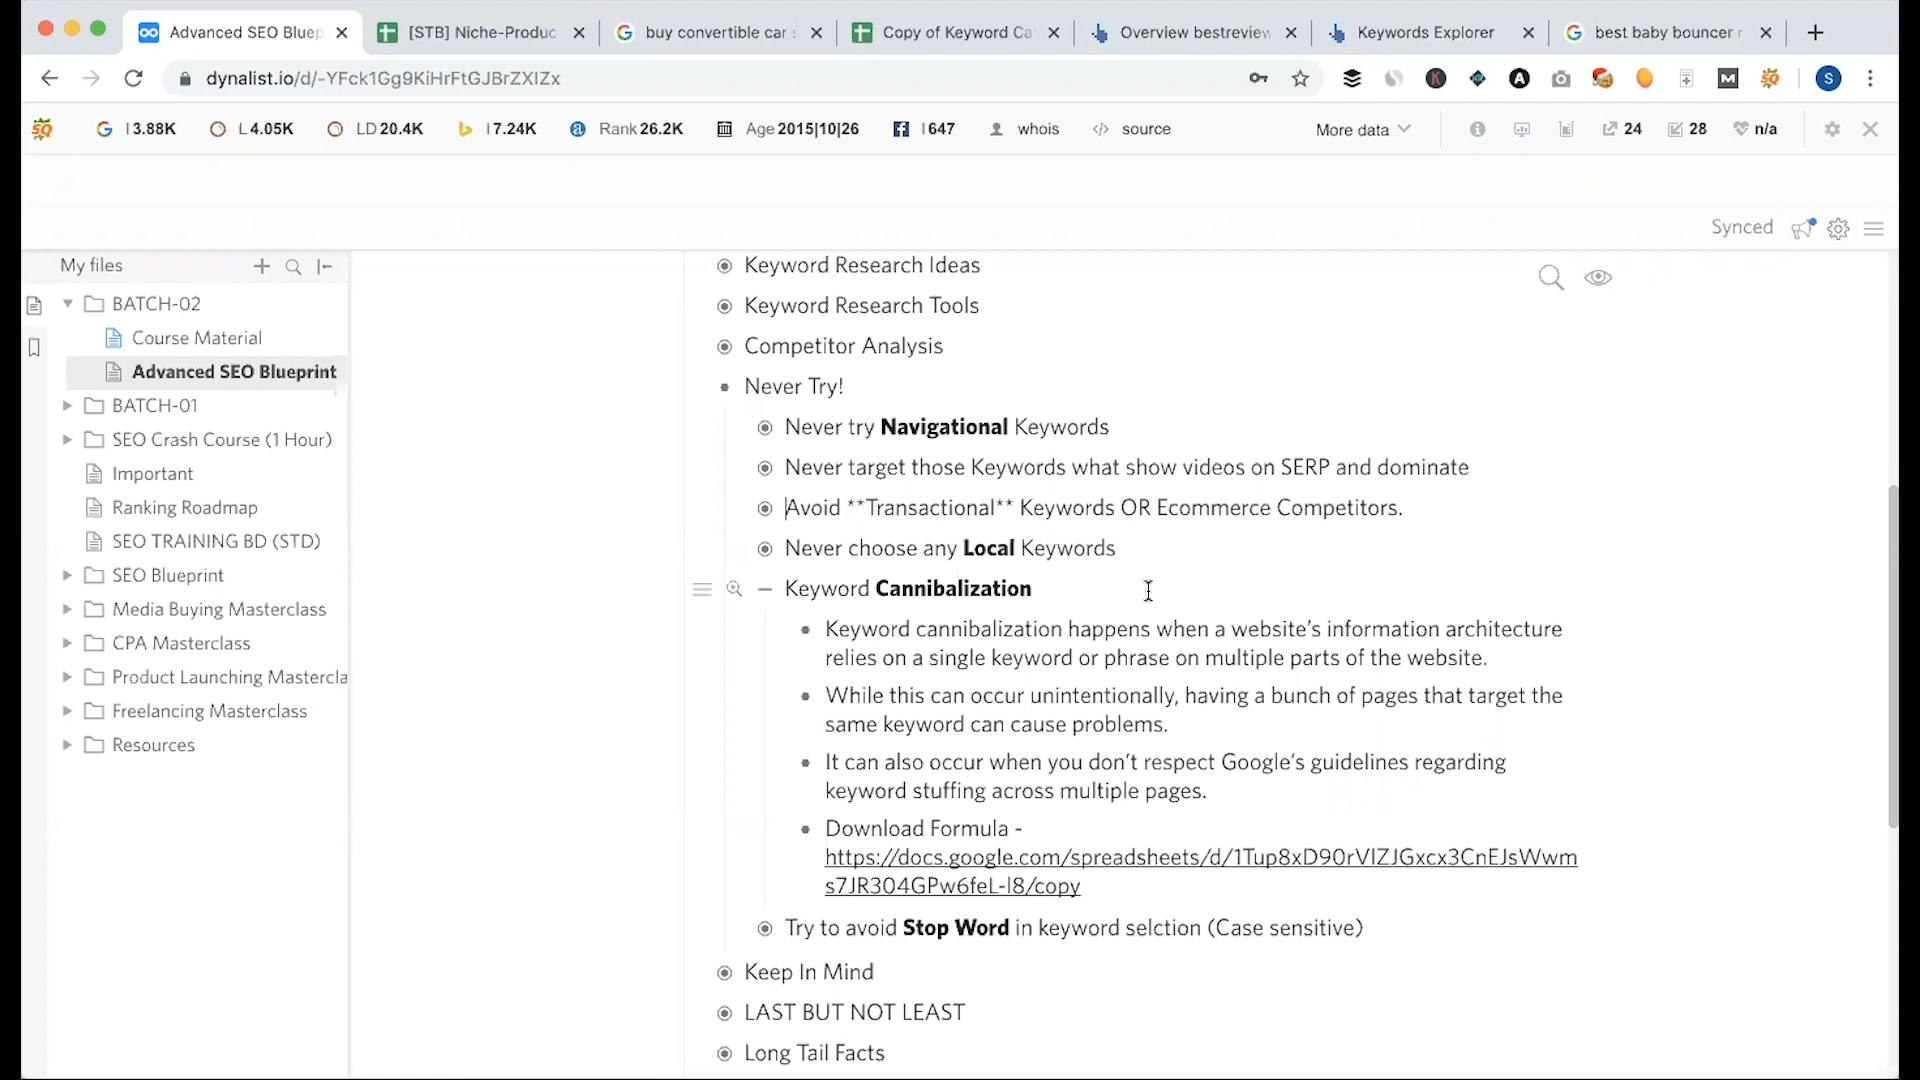 Advanced SEO Bluep
[STB] Niche-Produc
buy convertible car s
Copy of Keyword Ca
Overview bestreview
Keywords Explorer
best baby bouncer r
dynalist.io/d/-YFck1Gg9KiHrFtGJBrZXIZx
I 3.88K
L 4.05K
LD 20.4K
I 7.24K
Rank 26.2K
Age 2015|10|26
I 647
whois
source
More data
24
28
n/a
Synced
My files
BATCH-02
Course Material
Advanced SEO Blueprint
BATCH-01
SEO Crash Course (1 Hour)
Important
Ranking Roadmap
SEO TRAINING BD (STD)
SEO Blueprint
Media Buying Masterclass
CPA Masterclass
Product Launching Mastercla
Freelancing Masterclass
Resources
Keyword Research Ideas
Keyword Research Tools
Competitor Analysis
Never Try!
Never try Navigational Keywords
Never target those Keywords what show videos on SERP and dominate
Avoid **Transactional** Keywords OR Ecommerce Competitors.
Never choose any Local Keywords
Keyword Cannibalization
Keyword cannibalization happens when a website's information architecture
relies on a single keyword or phrase on multiple parts of the website.
While this can occur unintentionally, having a bunch of pages that target the
same keyword can cause problems.
It can also occur when you don't respect Google's guidelines regarding
keyword stuffing across multiple pages.
Download Formula -
https://docs.google.com/spreadsheets/d/1Tup8xD90rVlZJGxcx3CnEJsWwm
s7JR304GPw6feL-l8/copy
Try to avoid Stop Word in keyword selction (Case sensitive)
Keep In Mind
LAST BUT NOT LEAST
Long Tail Facts